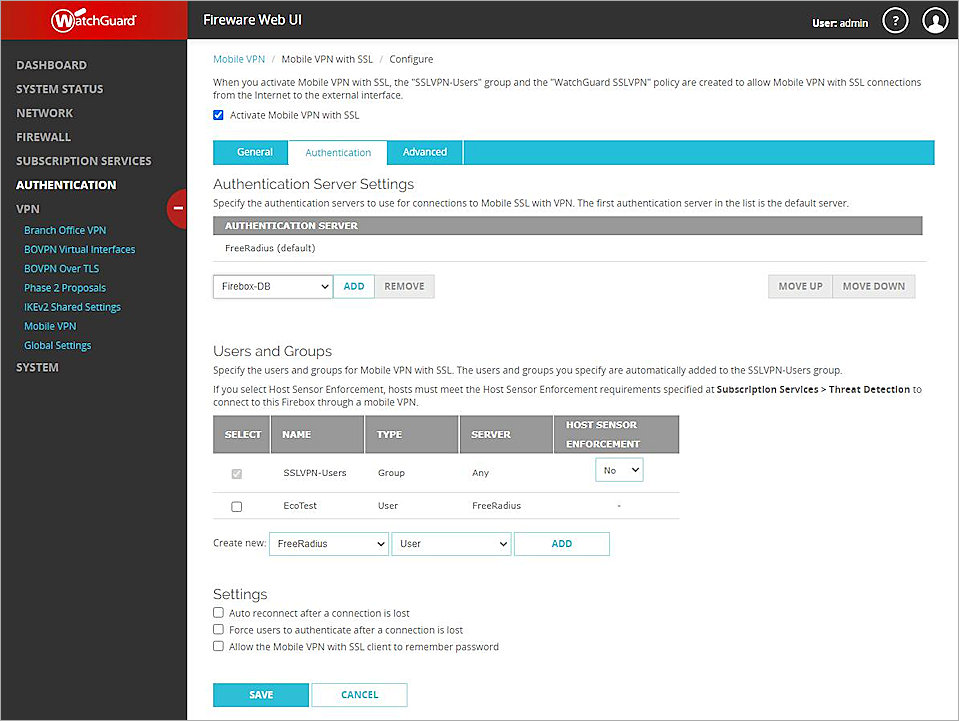 WatchGuard
Fireware Web UI
User: admin
?
DASHBOARD
SYSTEM STATUS
NETWORK
FIREWALL
SUBSCRIPTION SERVICES
AUTHENTICATION
VPN
Branch Office VPN
BOVPN Virtual Interfaces
BOVPN Over TLS
Phase 2 Proposals
IKEv2 Shared Settings
Mobile VPN
Global Settings
SYSTEM
Mobile VPN / Mobile VPN with SSL / Configure
When you activate Mobile VPN with SSL, the "SSLVPN-Users" group and the "WatchGuard SSLVPN" policy are created to allow Mobile VPN with SSL connections
from the Internet to the external interface.
Activate Mobile VPN with SSL
General Authentication Advanced
Authentication Server Settings
Specify the authentication servers to use for connections to Mobile SSL with VPN. The first authentication server in the list is the default server.
AUTHENTICATION SERVER
FreeRadius (default)
Firebox-DB ADD REMOVE MOVE UP MOVE DOWN
Users and Groups
Specify the users and groups for Mobile VPN with SSL. The users and groups you specify are automatically added to the SSLVPN-Users group.
If you select Host Sensor Enforcement, hosts must meet the Host Sensor Enforcement requirements specified at Subscription Services > Threat Detection to
connect to this Firebox through a mobile VPN.
SELECT NAME TYPE SERVER HOST SENSOR
ENFORCEMENT
SSLVPN-Users Group Any No
EcoTest User FreeRadius -
Create new: FreeRadius User ADD
Settings
Auto reconnect after a connection is lost
Force users to authenticate after a connection is lost
Allow the Mobile VPN with SSL client to remember password
SAVE CANCEL